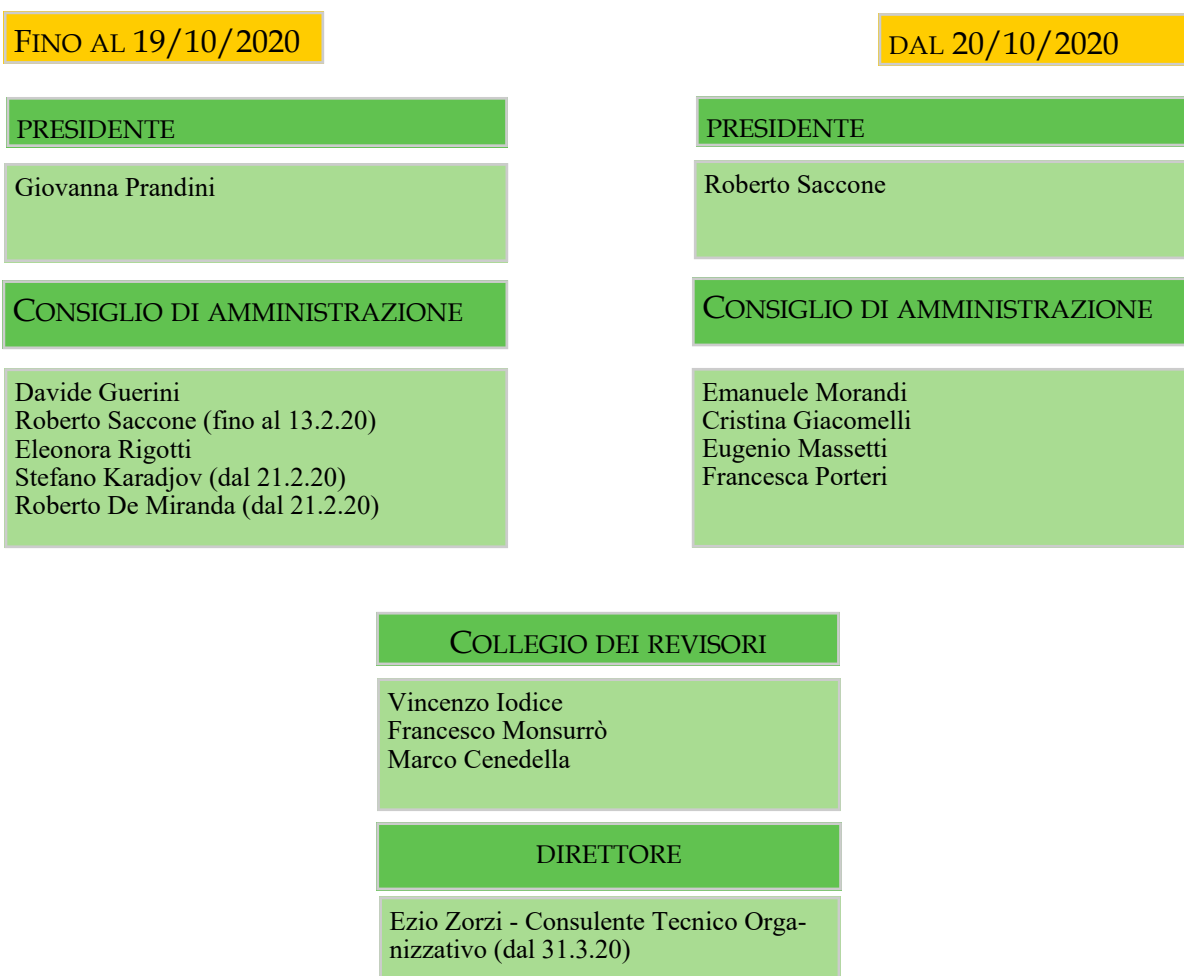 FINO AL 19/10/2020
PRESIDENTE
Giovanna Prandini
CONSIGLIO DI AMMINISTRAZIONE
Davide Guerini
Roberto Saccone (fino al 13.2.20)
Eleonora Rigotti
Stefano Karadjov (dal 21.2.20)
Roberto De Miranda (dal 21.2.20)
DAL 20/10/2020
PRESIDENTE
Roberto Saccone
CONSIGLIO DI AMMINISTRAZIONE
Emanuele Morandi
Cristina Giacomelli
Eugenio Massetti
Francesca Porteri
COLLEGIO DEI REVISORI
Vincenzo Iodice
Francesco Monsurrò
Marco Cenedella
DIRETTORE
Ezio Zorzi - Consulente Tecnico Orga-
nizzativo (dal 31.3.20)